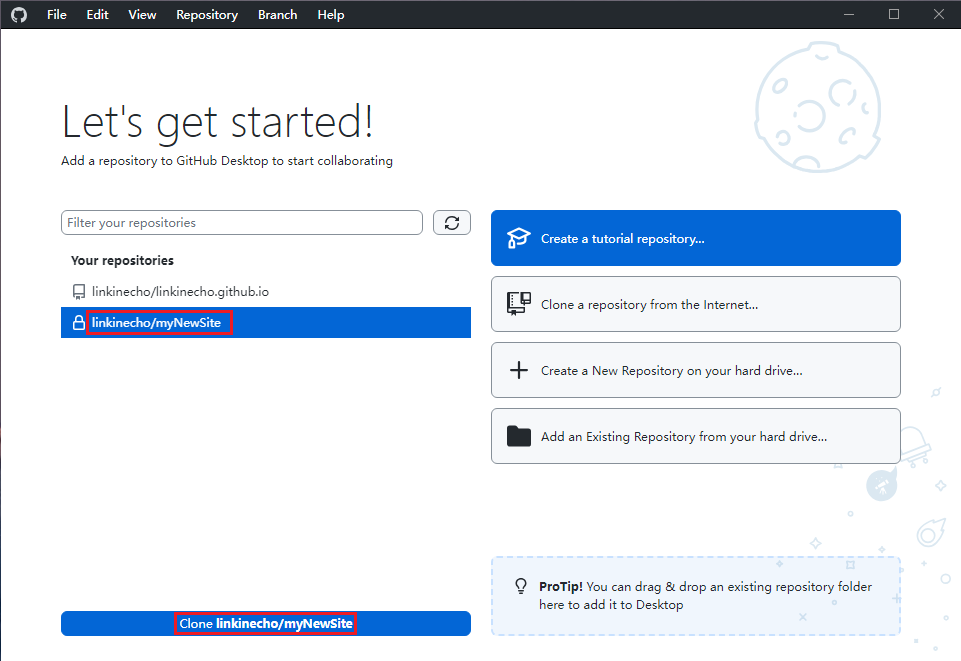 File Edit View Repository Branch Help
Let's get started!
Add a repository to GitHub Desktop to start collaborating
Filter your repositories
Your repositories
linkinecho/linkinecho.github.io
linkinecho/myNewSite
Clone linkinecho/myNewSite
Create a tutorial repository...
Clone a repository from the Internet...
Create a New Repository on your hard drive...
Add an Existing Repository from your hard drive...
ProTip! You can drag & drop an existing repository folder
here to add it to Desktop